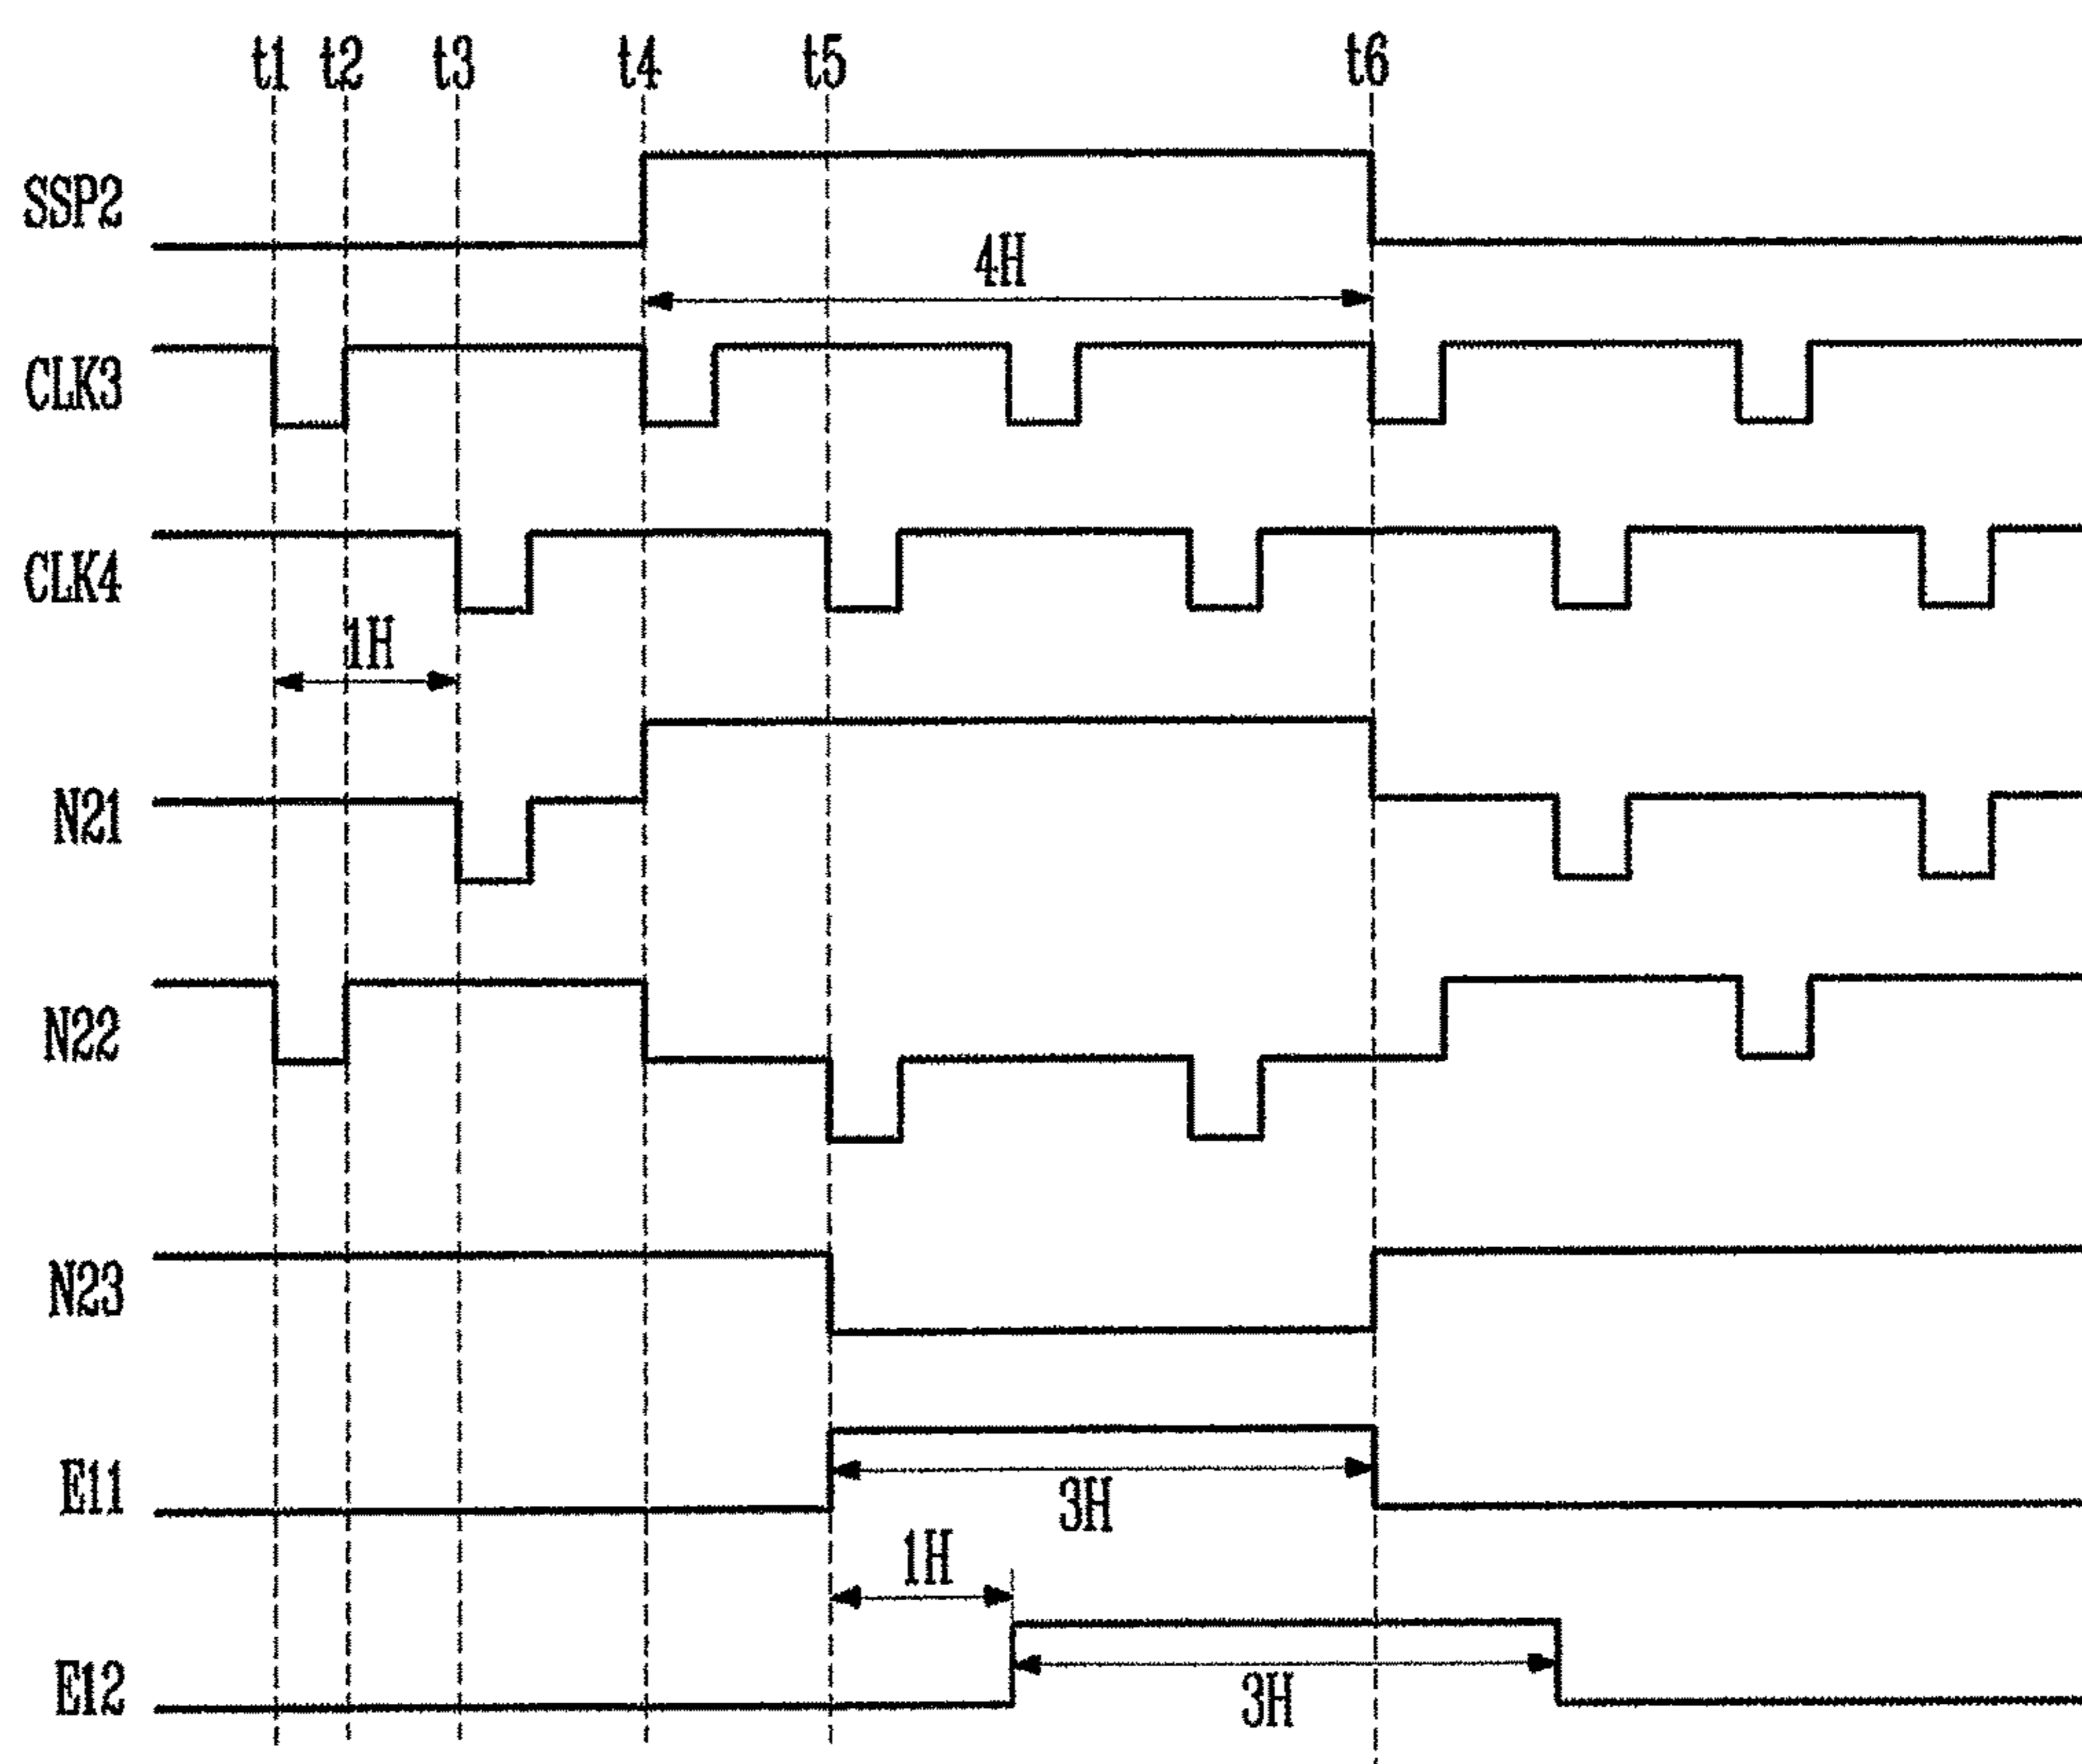 t1 t2 t3 t4 t5 t6
SSP2
4H
CLK3
CLK4
1H
N21
N22
N23
E11
3H
1H
E12
3H